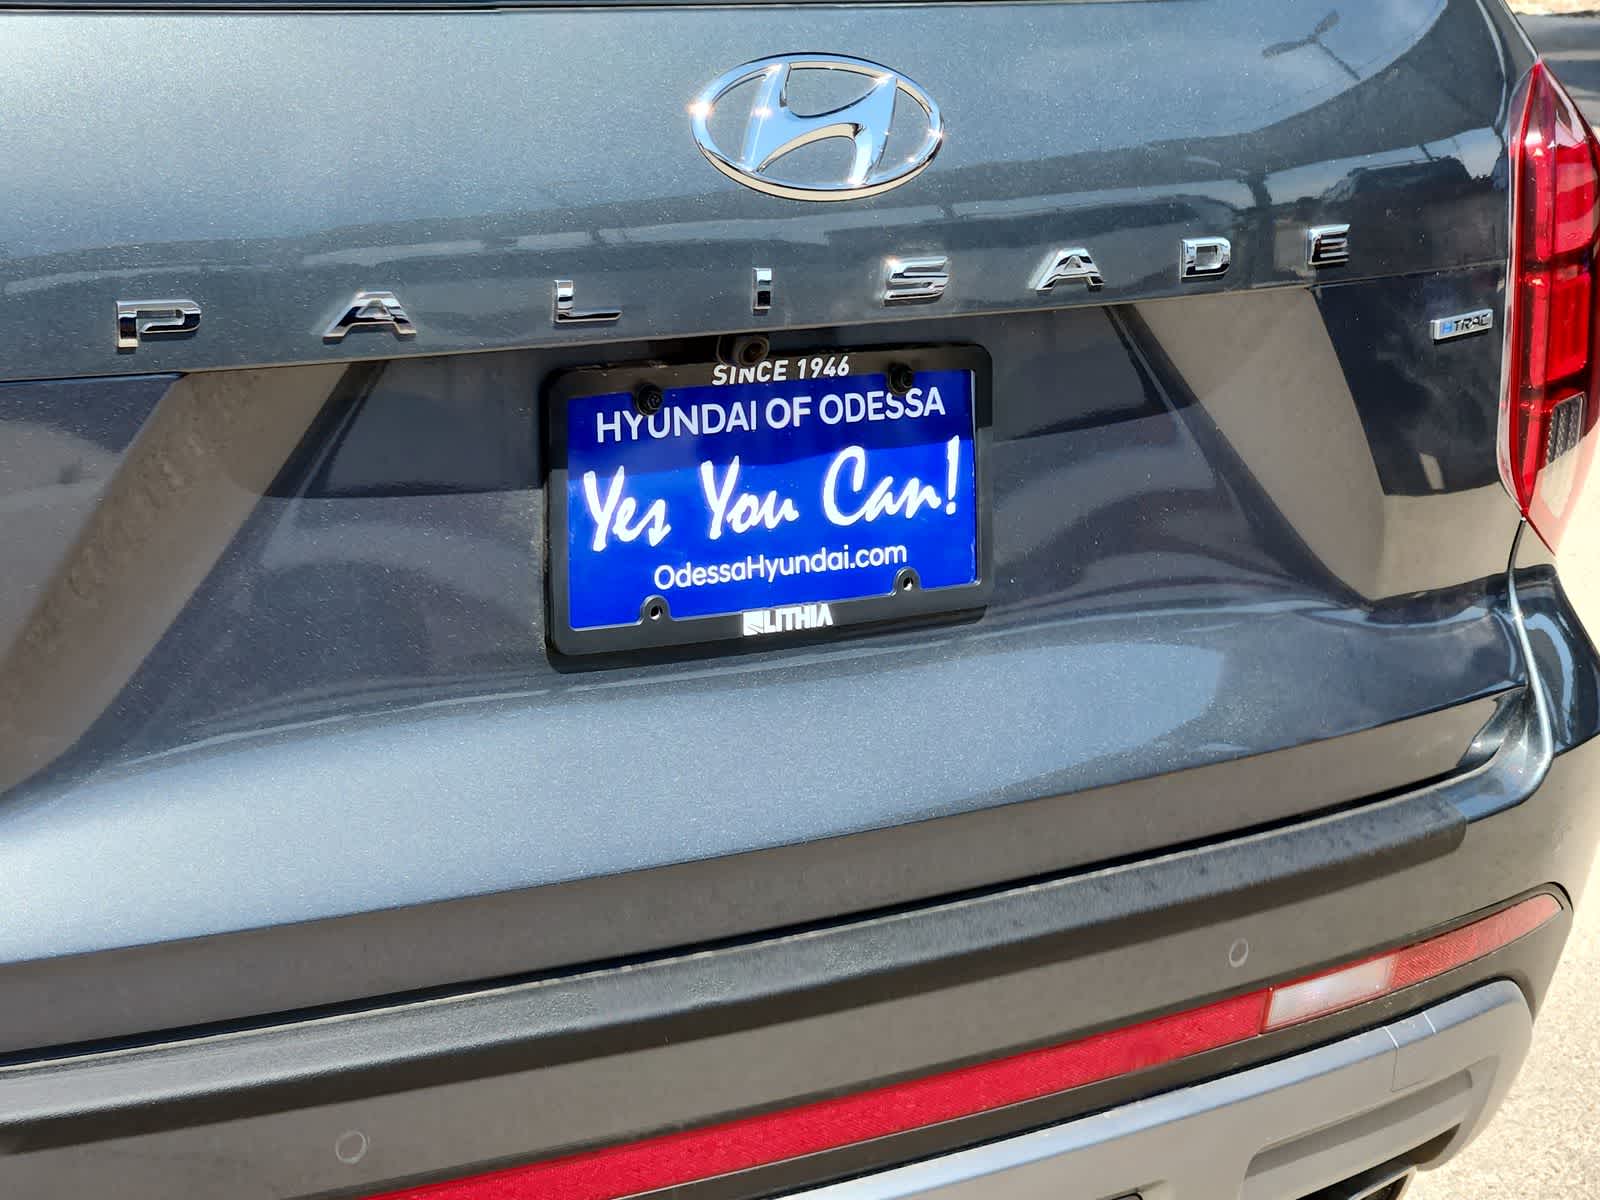 PALISADE
HTRAC
SINCE 1946
HYUNDAI OF ODESSA
Yes You Can!
OdessaHyundai.com
LITHIA